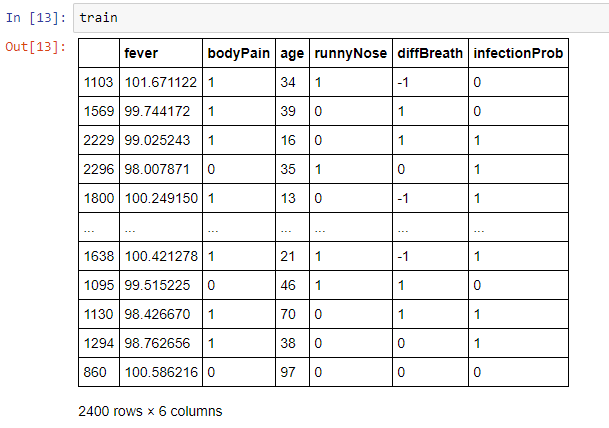 In [13]: train
Out[13]:
fever bodyPain age runnyNose diffBreath infectionProb
1103 101.671122 1 34 1 -1 0
1569 99.744172 1 39 0 1 0
2229 99.025243 1 16 0 1 1
2296 98.007871 0 35 1 0 1
1800 100.249150 1 13 0 -1 1
... ... ... ... ... ... ...
1638 100.421278 1 21 1 -1 1
1095 99.515225 0 46 1 1 0
1130 98.426670 1 70 0 1 1
1294 98.762656 1 38 0 0 1
860 100.586216 0 97 0 0 0
2400 rows × 6 columns